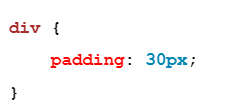 div {
    padding: 30px;
}